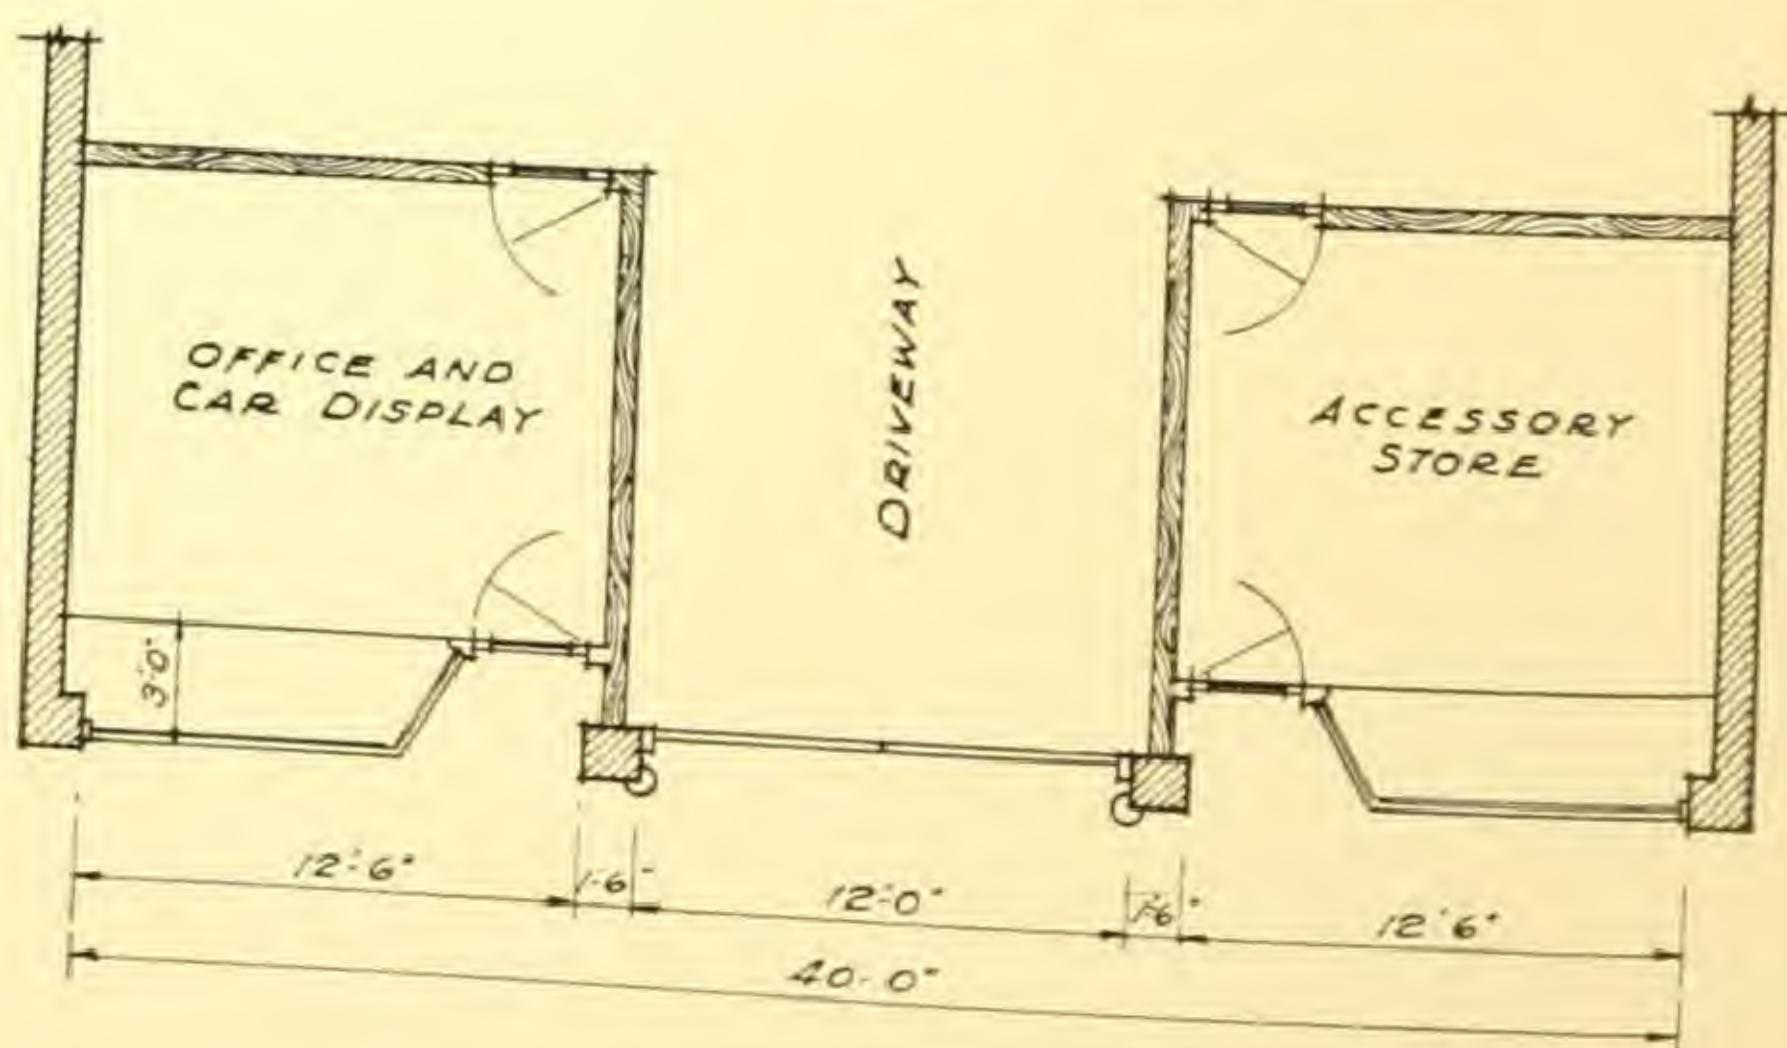 OFFICE AND
CAR DISPLAY
DRIVEWAY
ACCESSORY
STORE
3'-0"
12'-6"
1'-6"
12'-0"
1'-6"
12'-6"
40'-0"